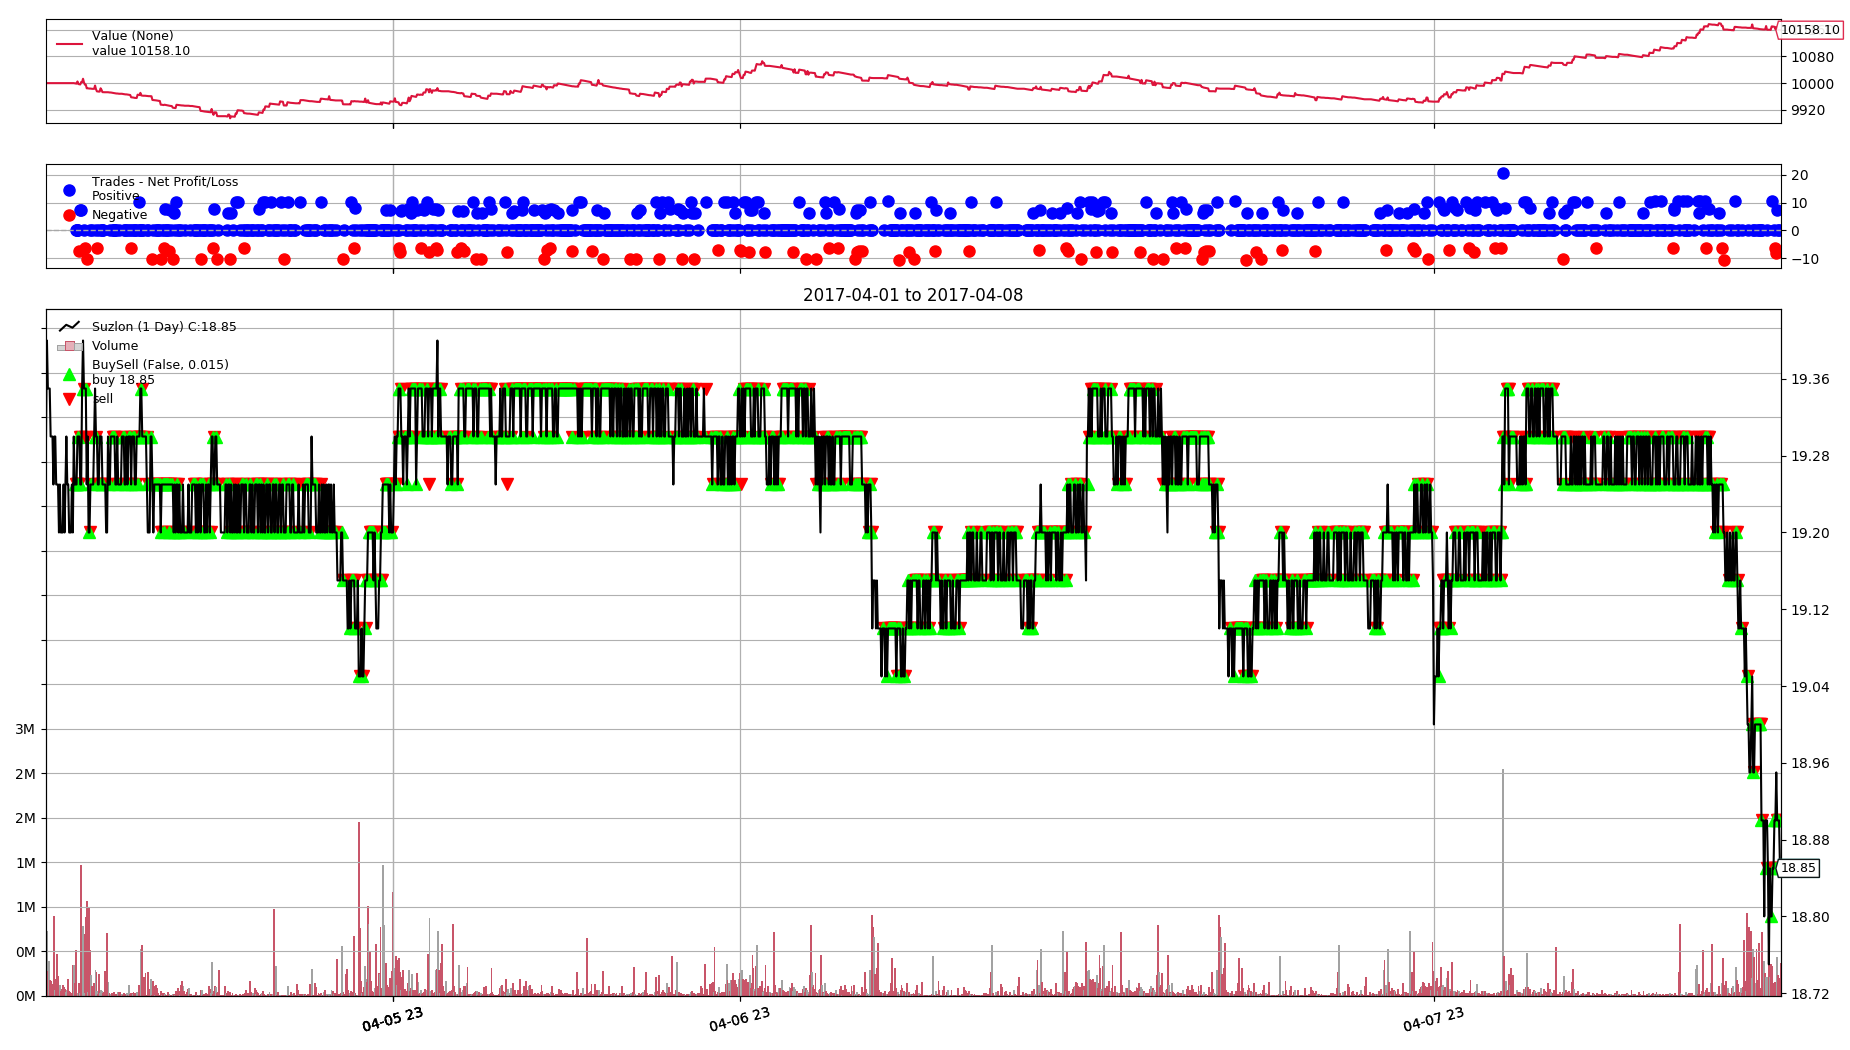 Value (None)
value 10158.10
10158.10
10080
10000
9920
Trades - Net Profit/Loss
Positive
Negative
20
10
0
−10
2017-04-01 to 2017-04-08
Suzlon (1 Day) C:18.85
Volume
BuySell (False, 0.015)
buy 18.85
sell
19.36
19.28
19.20
19.12
19.04
18.96
18.88
18.85
18.80
18.72
3M
2M
2M
1M
1M
0M
0M
04-05 23
04-06 23
04-07 23